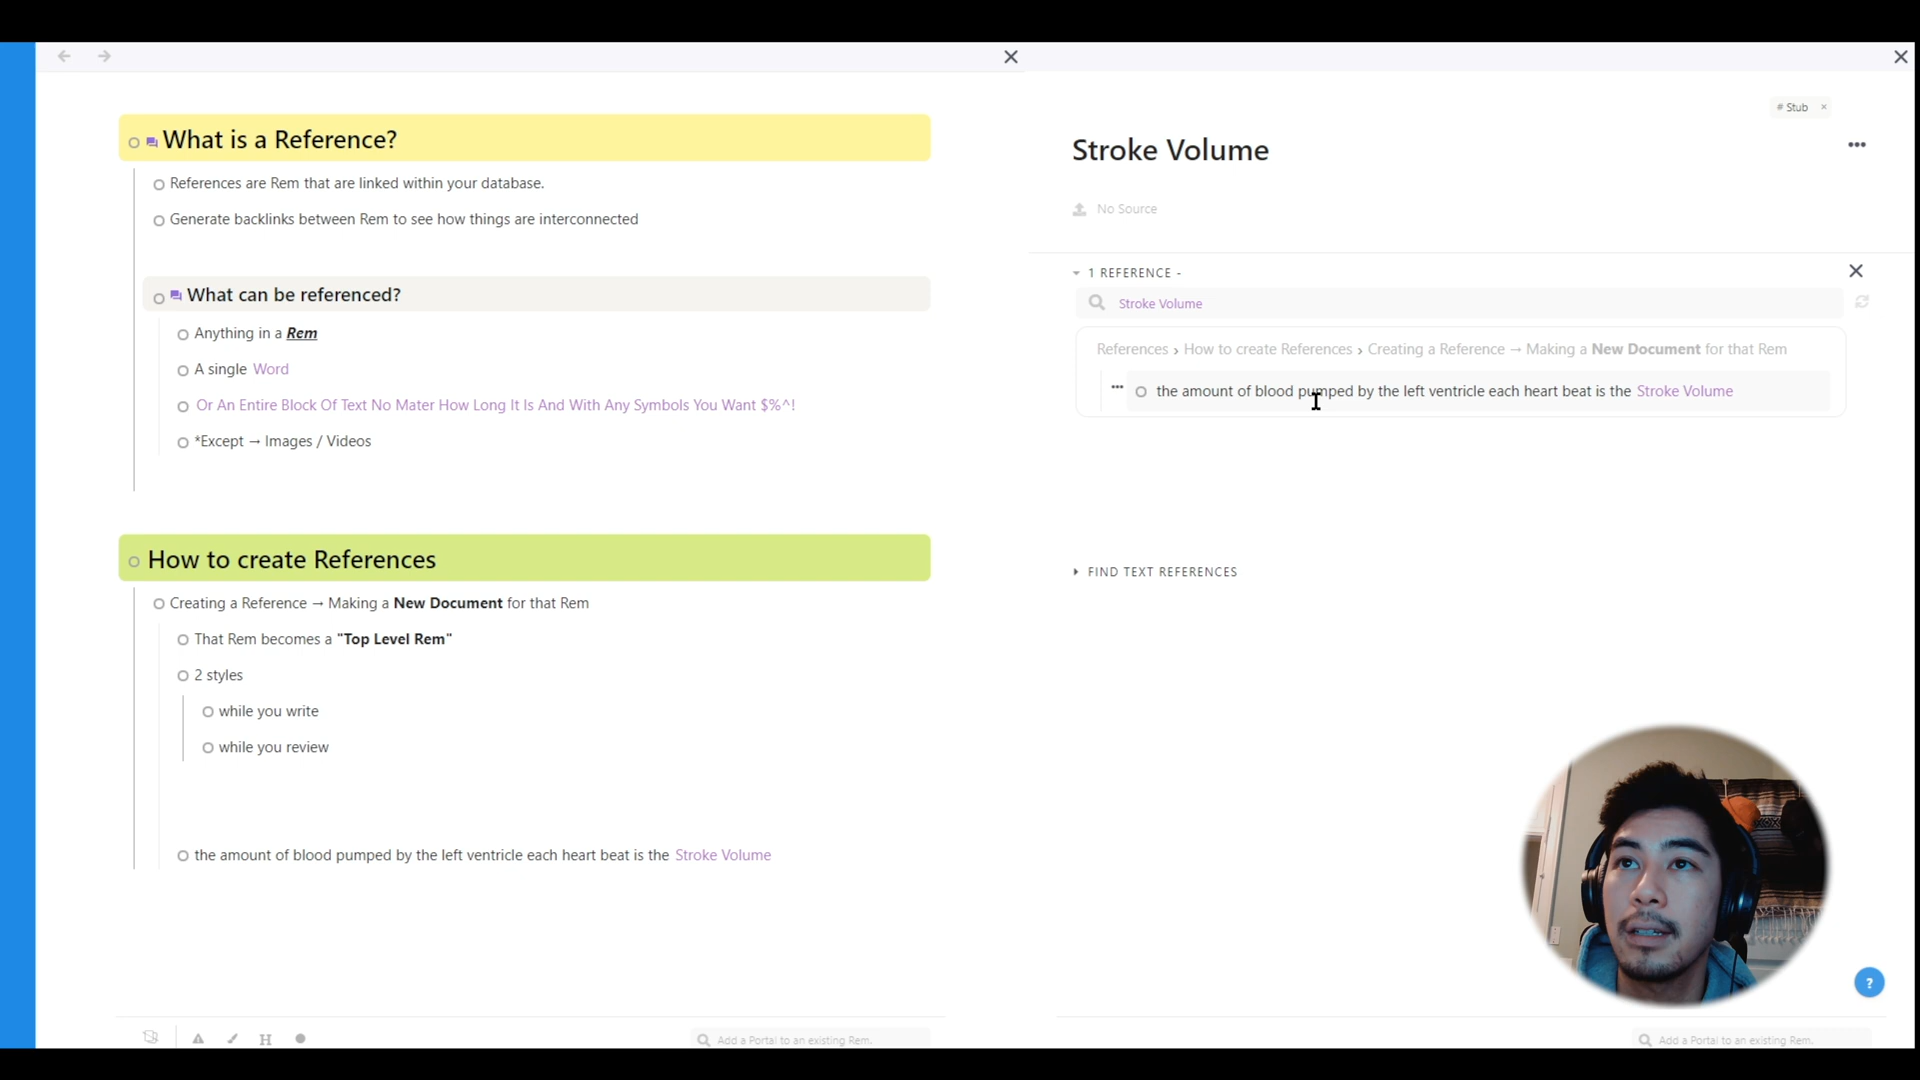 What is a Reference?
References are Rem that are linked within your database.
Generate backlinks between Rem to see how things are interconnected
What can be referenced?
Anything in a Rem
A single Word
Or An Entire Block Of Text No Mater How Long It Is And With Any Symbols You Want $%^!
*Except → Images / Videos
How to create References
Creating a Reference → Making a New Document for that Rem
That Rem becomes a "Top Level Rem"
2 styles
while you write
while you review
the amount of blood pumped by the left ventricle each heart beat is the Stroke Volume
H
Add a Portal to an existing Rem.
# Stub ×
Stroke Volume
No Source
1 REFERENCE -
Stroke Volume
References › How to create References › Creating a Reference → Making a New Document for that Rem
the amount of blood pumped by the left ventricle each heart beat is the Stroke Volume
FIND TEXT REFERENCES
?
Add a Portal to an existing Rem.